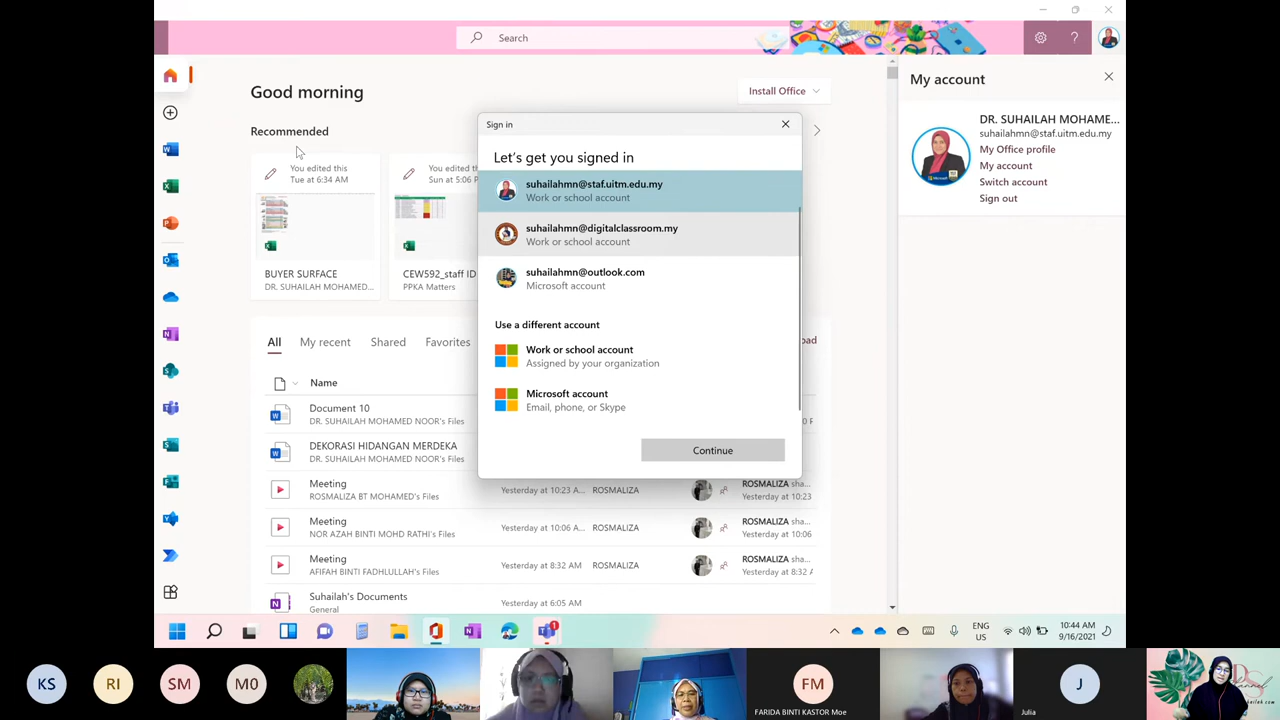 Search
?
Good morning
Install Office
Recommended
You edited this
Tue at 6:34 AM
You edited
Sun at 5:06 P
BUYER SURFACE
DR. SUHAILAH MOHAMED...
CEW592_staff ID
PPKA Matters
All
My recent
Shared
Favorites
Name
Document 10
DR. SUHAILAH MOHAMED NOOR's Files
DEKORASI HIDANGAN MERDEKA
DR. SUHAILAH MOHAMED NOOR's Files
Meeting
ROSMALIZA BT MOHAMED's Files
Yesterday at 10:23 A...
ROSMALIZA
ROSMALIZA sha...
Yesterday at 10:23
Meeting
NOR AZAH BINTI MOHD RATHI's Files
Yesterday at 10:06 A...
ROSMALIZA
ROSMALIZA sha...
Yesterday at 10:06
Meeting
AFIFAH BINTI FADHLULLAH's Files
Yesterday at 8:32 AM
ROSMALIZA
ROSMALIZA sha...
Yesterday at 8:32
Suhailah's Documents
General
Yesterday at 6:05 AM
Sign in
Let's get you signed in
suhailahmn@staf.uitm.edu.my
Work or school account
suhailahmn@digitalclassroom.my
Work or school account
suhailahmn@outlook.com
Microsoft account
Use a different account
Work or school account
Assigned by your organization
Microsoft account
Email, phone, or Skype
Continue
My account
DR. SUHAILAH MOHAME...
suhailahmn@staf.uitm.edu.my
My Office profile
My account
Switch account
Sign out
1
ENG
US
10:44 AM
9/16/2021
KS
RI
SM
M0
FM
FARIDA BINTI KASTOR Moe
J
Julia